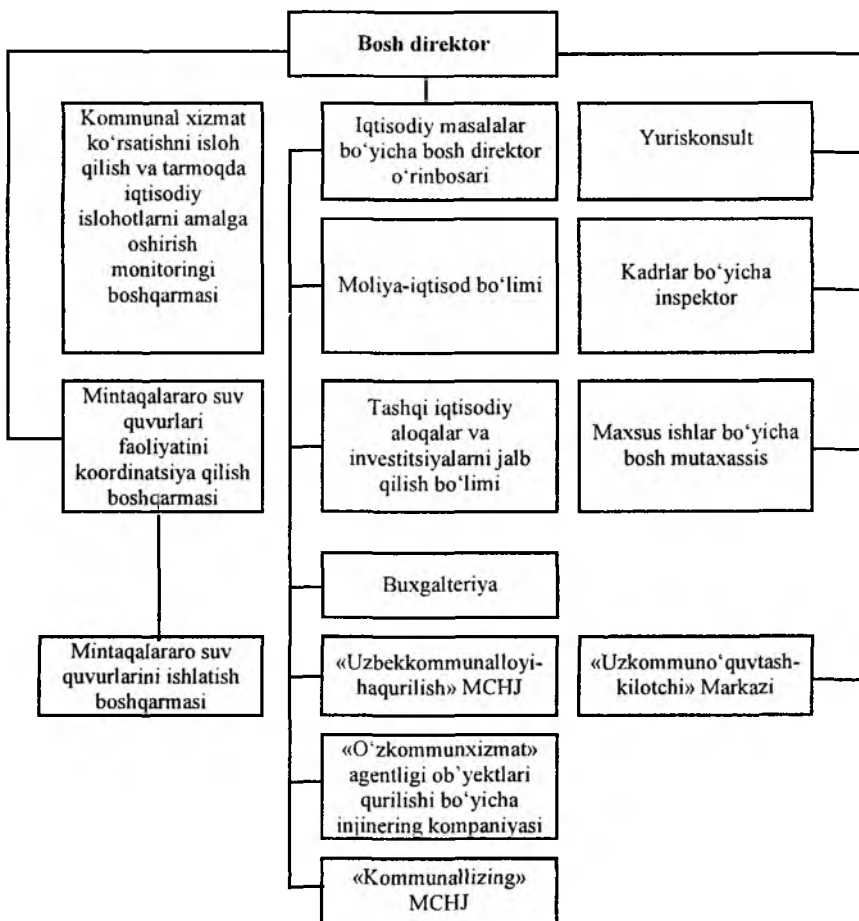 Bosh direktor
Kommunal xizmat
ko‘rsatishni isloh
qilish va tarmoqda
iqtisodiy
islohotlarni amalga
oshirish
monitoringi
boshqarmasi
Iqtisodiy masalalar
bo‘yicha bosh direktor
o‘rinbosari
Yuriskonsult
Moliya-iqtisod bo‘limi
Kadrlar bo‘yicha
inspektor
Mintaqalararo suv
quvurlari
faoliyatini
koordinatsiya qilish
boshqarmasi
Tashqi iqtisodiy
aloqalar va
investitsiyalarni jalb
qilish bo‘limi
Maxsus ishlar bo‘yicha
bosh mutaxassis
Buxgalteriya
Mintaqalararo suv
quvurlarini ishlatish
boshqarmasi
«Uzbekkommunalloyi-
haqurilish» MCHJ
«Uzkommuno‘quvtash-
kilotchi» Markazi
«O‘zkommunxizmat»
agentligi ob’yektlari
qurilishi bo‘yicha
injinering kompaniyasi
«Kommunallizing»
MCHJ